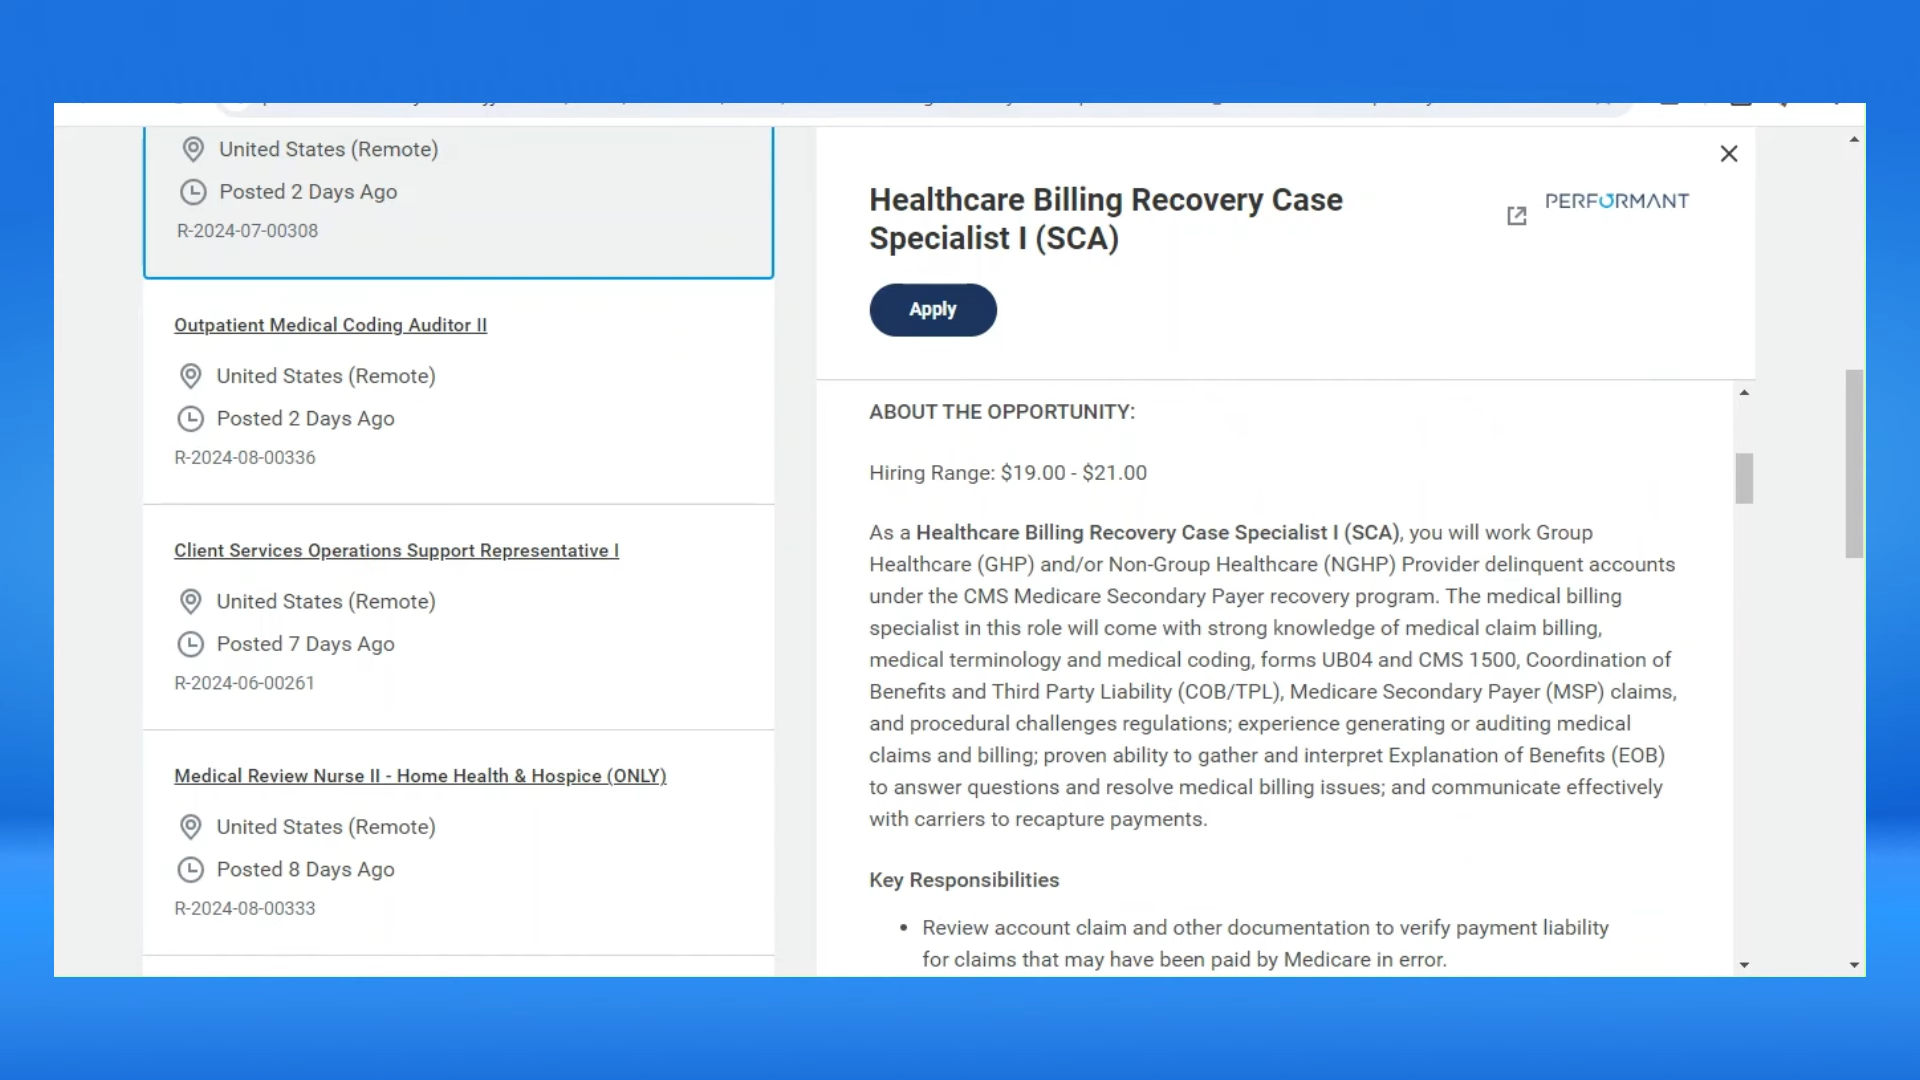 United States (Remote)
Posted 2 Days Ago
R-2024-07-00308
Outpatient Medical Coding Auditor II
United States (Remote)
Posted 2 Days Ago
R-2024-08-00336
Client Services Operations Support Representative I
United States (Remote)
Posted 7 Days Ago
R-2024-06-00261
Medical Review Nurse II - Home Health & Hospice (ONLY)
United States (Remote)
Posted 8 Days Ago
R-2024-08-00333
Healthcare Billing Recovery Case
Specialist I (SCA)
PERFORMANT
Apply
ABOUT THE OPPORTUNITY:
Hiring Range: $19.00 - $21.00
As a Healthcare Billing Recovery Case Specialist I (SCA), you will work Group
Healthcare (GHP) and/or Non-Group Healthcare (NGHP) Provider delinquent accounts
under the CMS Medicare Secondary Payer recovery program. The medical billing
specialist in this role will come with strong knowledge of medical claim billing,
medical terminology and medical coding, forms UB04 and CMS 1500, Coordination of
Benefits and Third Party Liability (COB/TPL), Medicare Secondary Payer (MSP) claims,
and procedural challenges regulations; experience generating or auditing medical
claims and billing; proven ability to gather and interpret Explanation of Benefits (EOB)
to answer questions and resolve medical billing issues; and communicate effectively
with carriers to recapture payments.
Key Responsibilities
• Review account claim and other documentation to verify payment liability
for claims that may have been paid by Medicare in error.